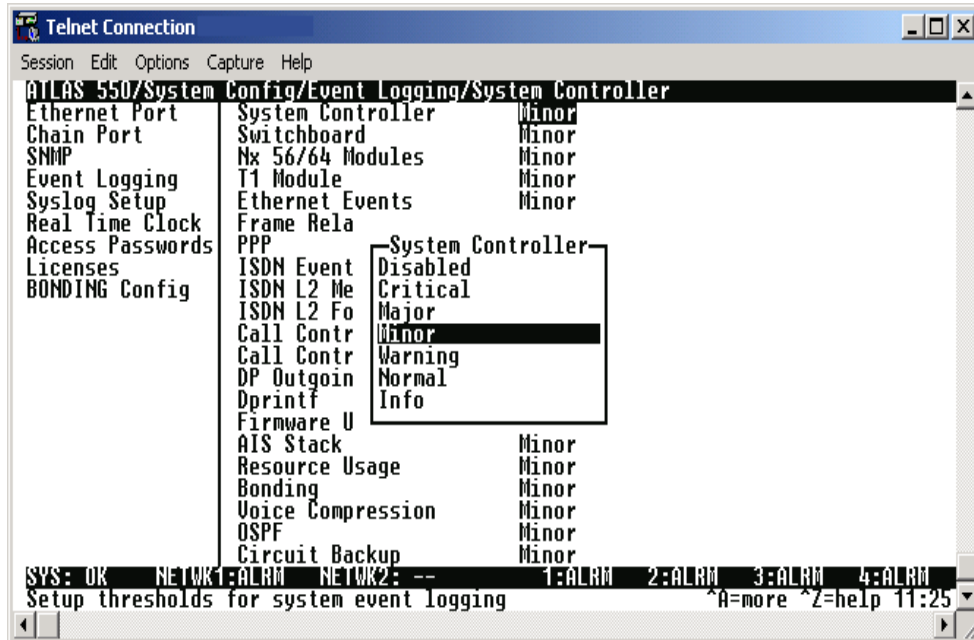 Telnet Connection
Session Edit Options Capture Help
ATLAS 550/System Config/Event Logging/System Controller
Ethernet Port System Controller Minor
Chain Port Switchboard Minor
SNMP Nx 56/64 Modules Minor
Event Logging T1 Module Minor
Syslog Setup Ethernet Events Minor
Real Time Clock Frame Rela
Access Passwords PPP System Controller
Licenses ISDN Event Disabled
BONDING Config ISDN L2 Me Critical
ISDN L2 Fo Major
Call Contr Minor
Call Contr Warning
DP Outgoin Normal
Dprintf Info
Firmware U
AIS Stack Minor
Resource Usage Minor
Bonding Minor
Voice Compression Minor
OSPF Minor
Circuit Backup Minor
SYS: OK NETWK1:ALRM NETWK2: -- 1:ALRM 2:ALRM 3:ALRM 4:ALRM
Setup thresholds for system event logging ^A=more ^Z=help 11:25